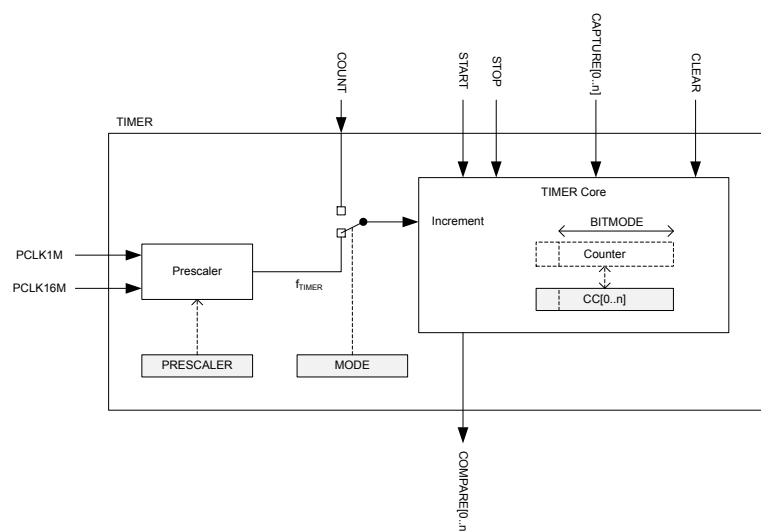 COUNT
START
STOP
CAPTURE[0..n]
CLEAR
TIMER
TIMER Core
Increment
BITMODE
Counter
CC[0..n]
PCLK1M
PCLK16M
Prescaler
fTIMER
PRESCALER
MODE
COMPARE[0..n